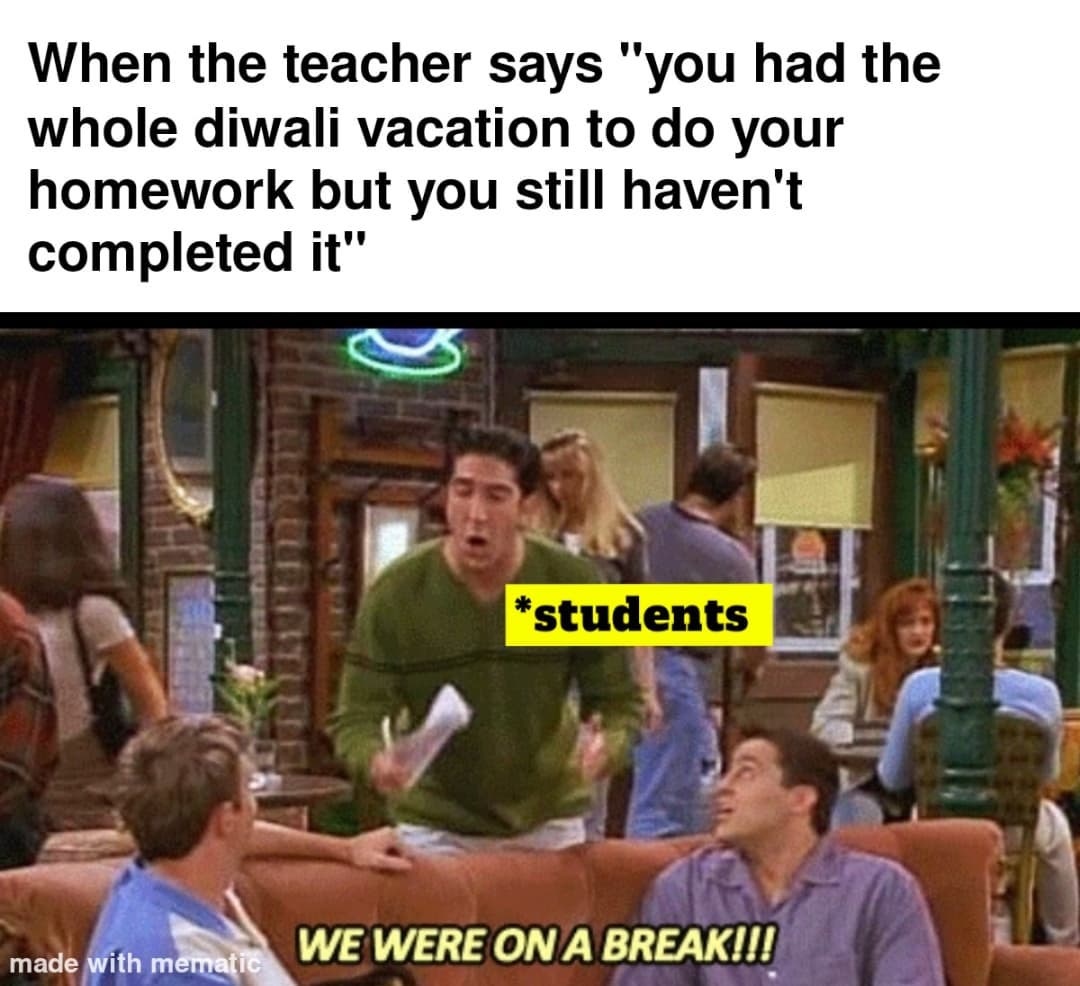 When the teacher says "you had the
whole diwali vacation to do your
homework but you still haven't
completed it"
*students
WE WERE ON A BREAK!!!
made with mematic